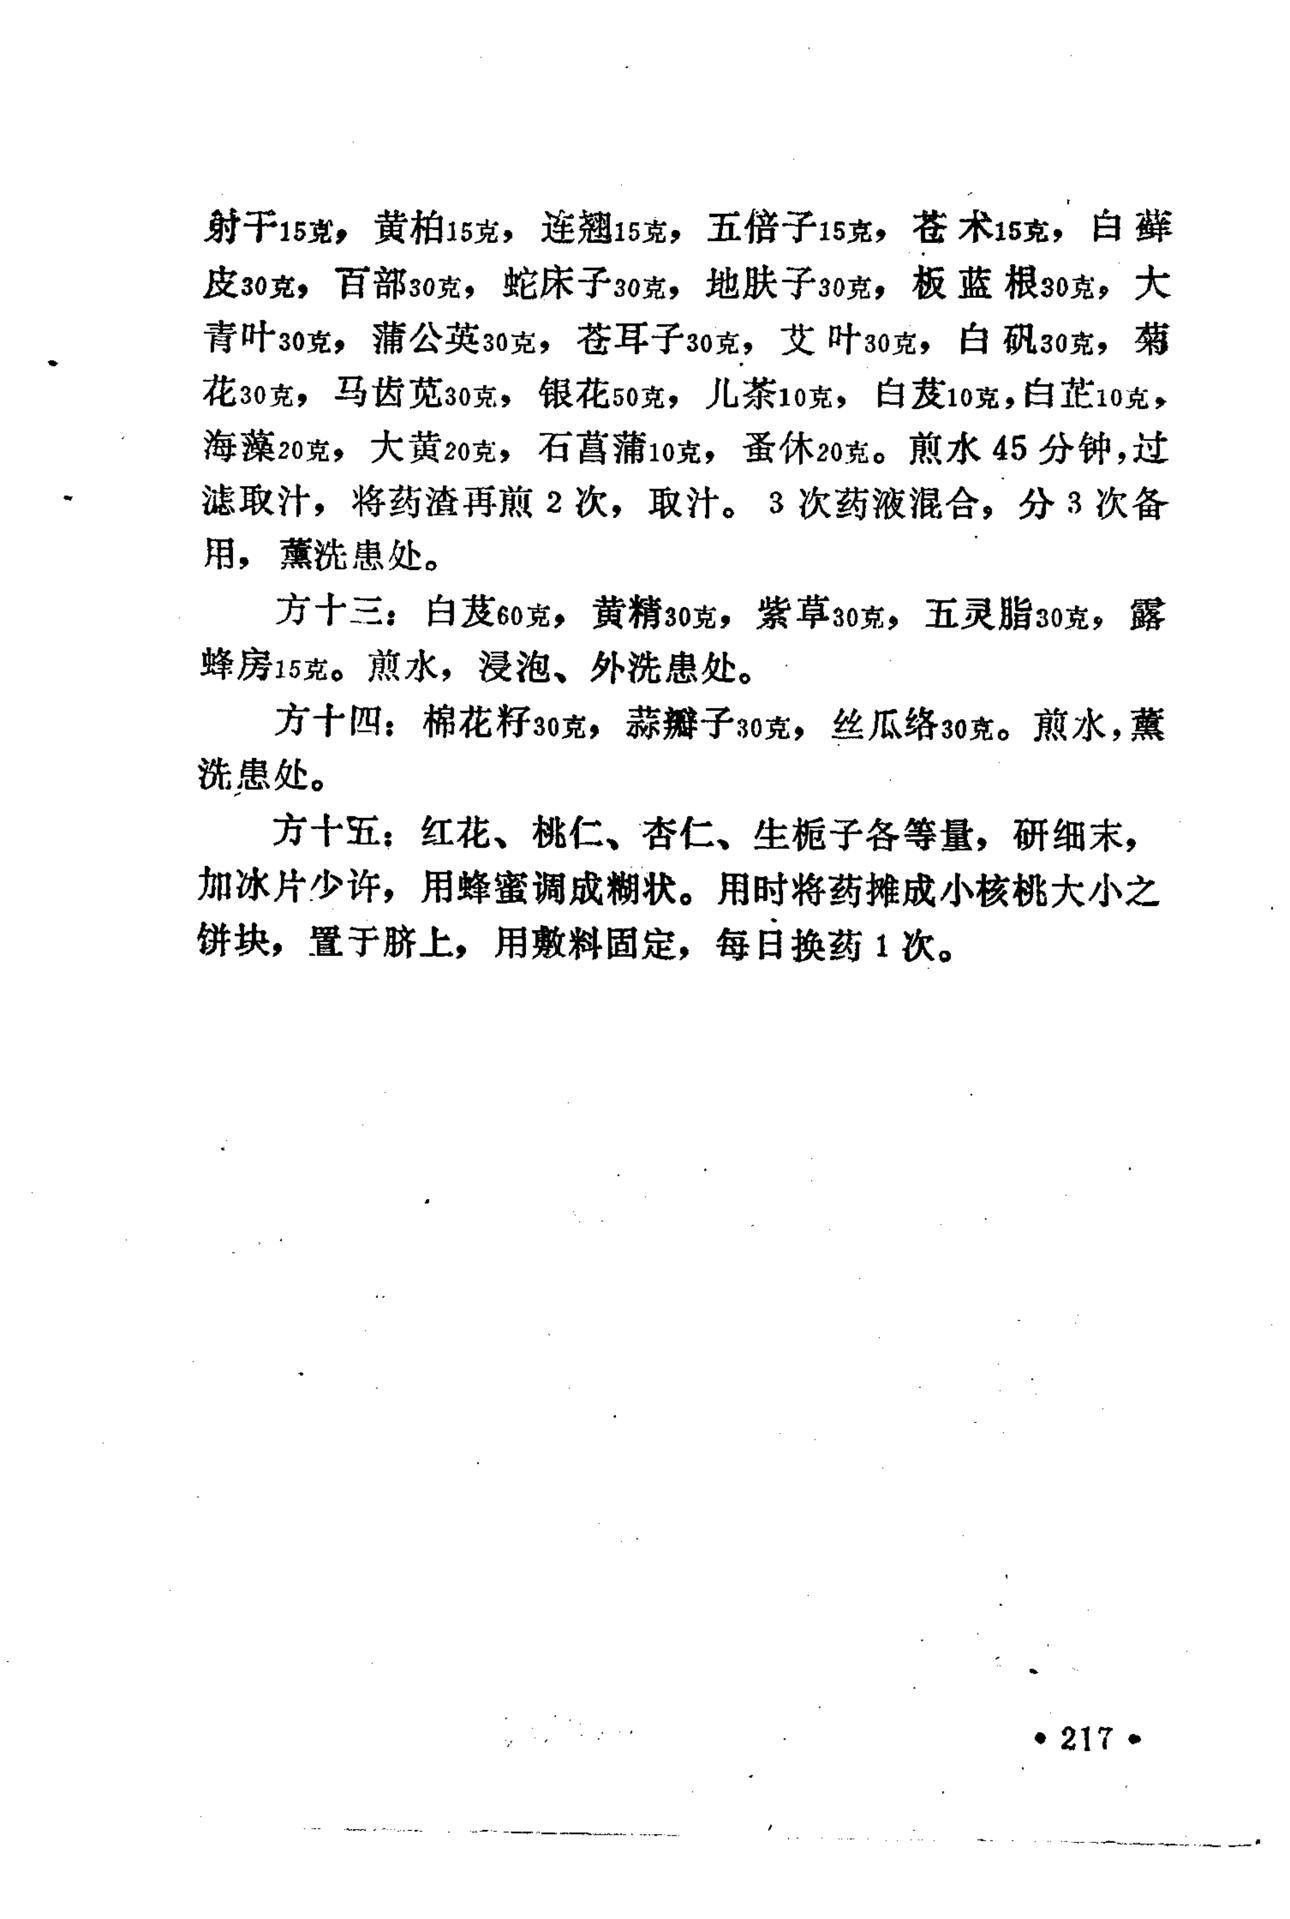 射干15克，黄柏15克，连翘15克，五倍子15克，苍术15克，白藓
皮30克，百部30克，蛇床子30克，地肤子30克，板蓝根30克，大
青叶30克，蒲公英30克，苍耳子30克，艾叶30克，白矾30克，菊
花30克，马齿苋30克，银花50克，儿茶10克，白芨10克，白芷10克，
海藻20克，大黄20克，石菖蒲10克，蚤休20克。煎水45分钟，过
滤取汁，将药渣再煎2次，取汁。3次药液混合，分3次备
用，薰洗患处。
方十三：白芨60克，黄精30克，紫草30克，五灵脂30克，露
蜂房15克。煎水，浸泡、外洗患处。
方十四：棉花籽30克，蒜瓣子30克，丝瓜络30克。煎水，薰
洗患处。
方十五：红花、桃仁、杏仁、生栀子各等量，研细末，
加冰片少许，用蜂蜜调成糊状。用时将药摊成小核桃大小之
饼块，置于脐上，用敷料固定，每日换药1次。
•217•